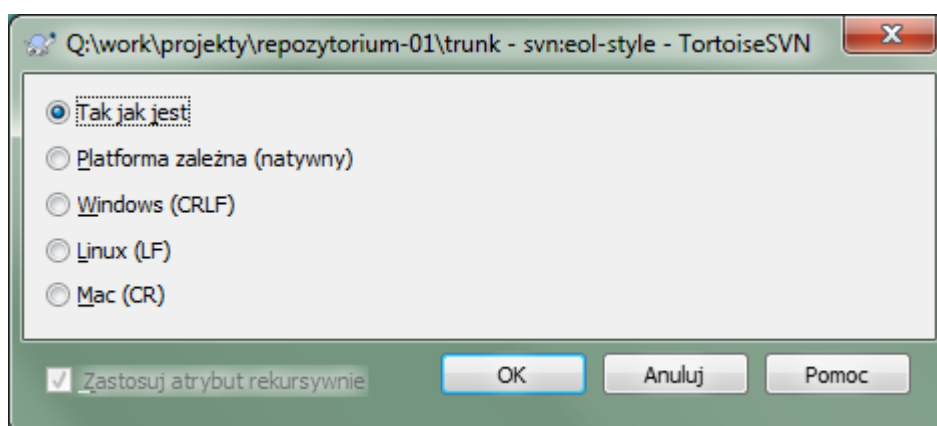 Q:\work\projekty\repozytorium-01\trunk - svn:eol-style - TortoiseSVN
Tak jak jest
Platforma zależna (natywny)
Windows (CRLF)
Linux (LF)
Mac (CR)
Zastosuj atrybut rekursywnie
OK
Anuluj
Pomoc